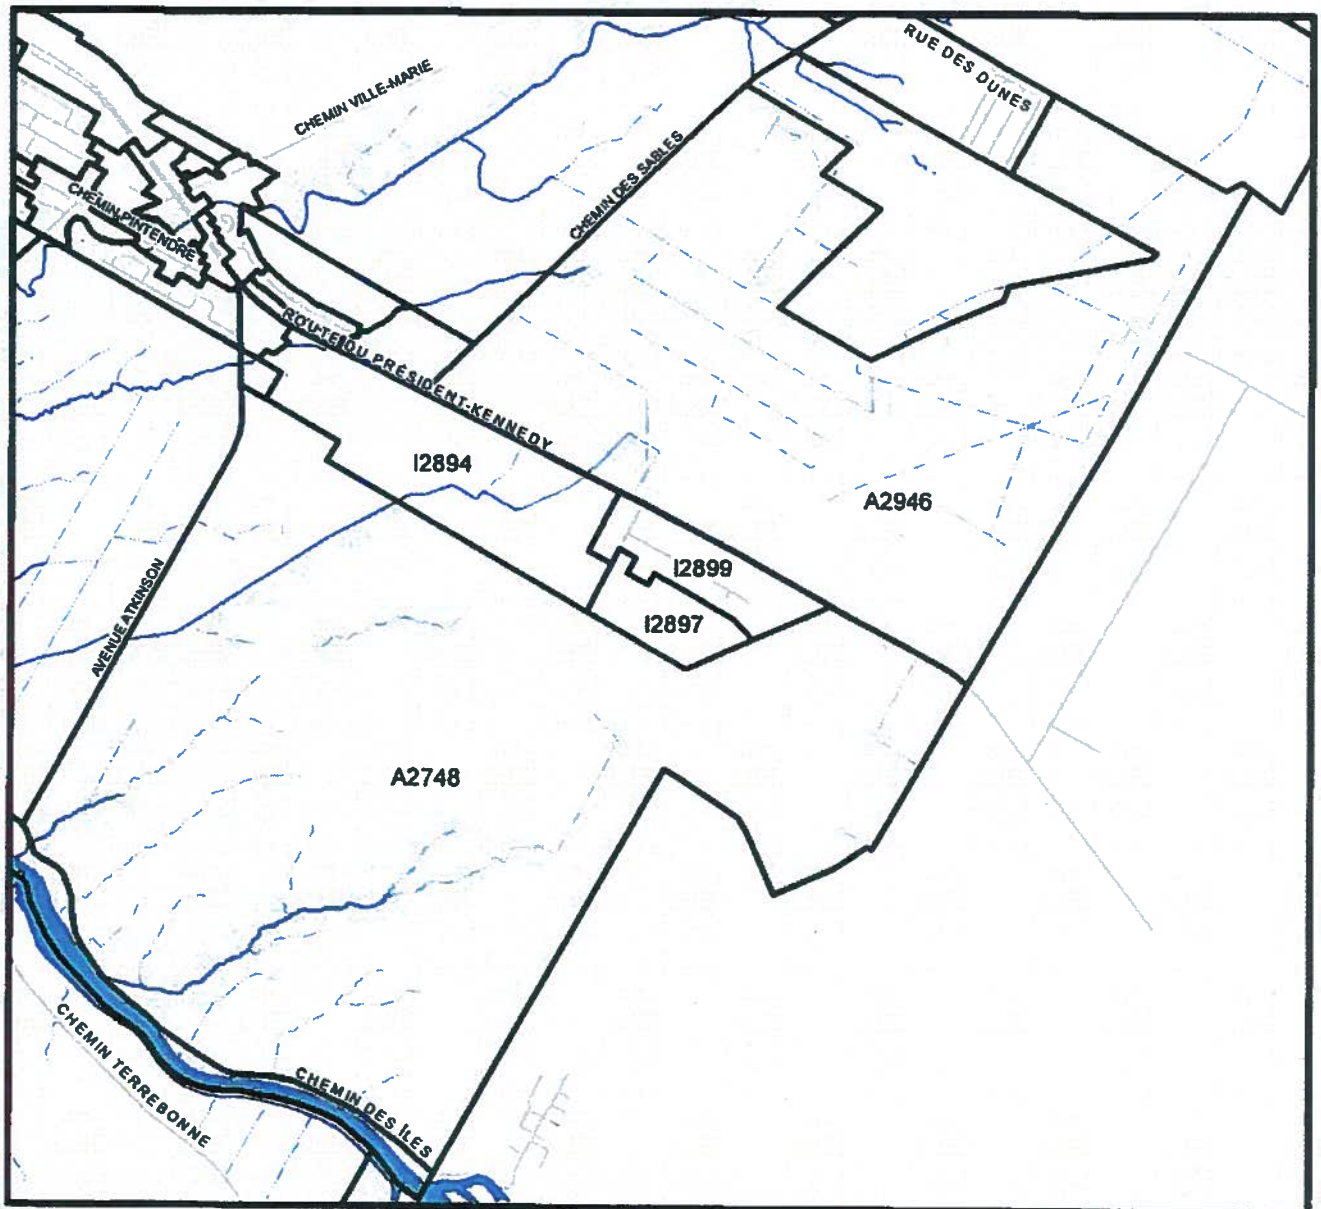 RUE DES DUNES
CHEMIN VILLE-MARIE
CHEMIN DES SABLES
CHEMIN PINTENDRE
ROUTE DU PRÉSIDENT-KENNEDY
I2894
A2946
I2899
I2897
AVENUE ATKINSON
A2748
CHEMIN TERREBONNE
CHEMIN DES ÎLES